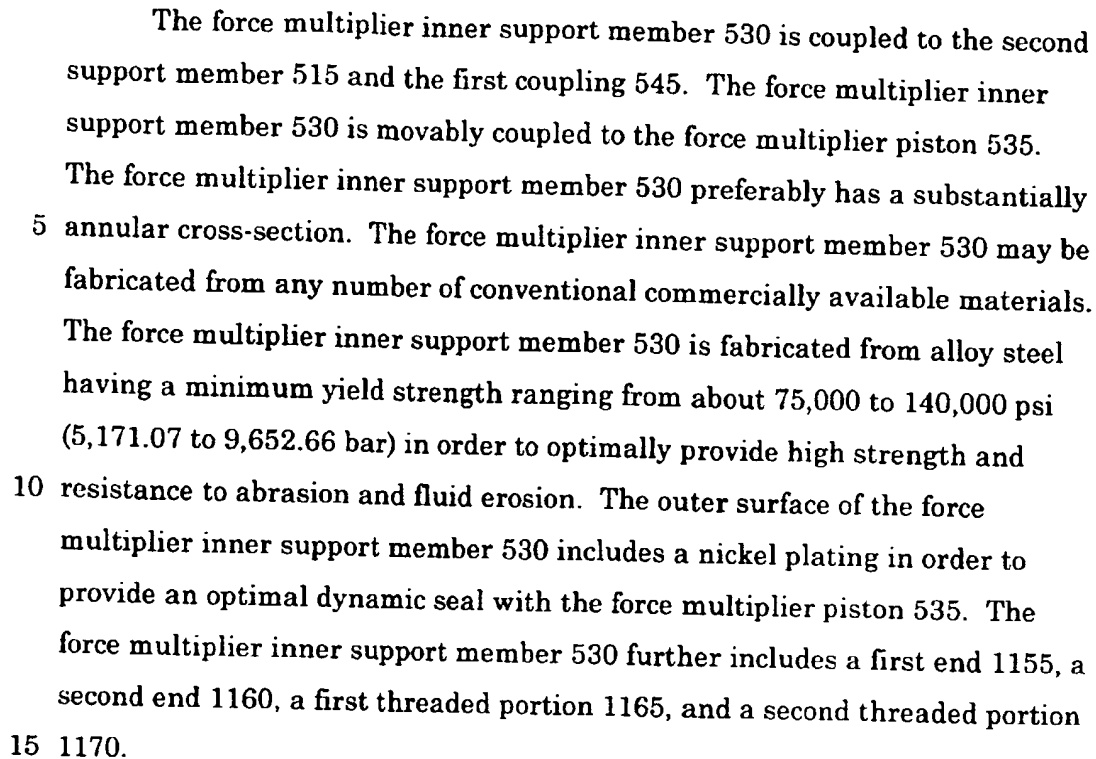 The force multiplier inner support member 530 is coupled to the second
support member 515 and the first coupling 545. The force multiplier inner
support member 530 is movably coupled to the force multiplier piston 535.
The force multiplier inner support member 530 preferably has a substantially
5 annular cross-section. The force multiplier inner support member 530 may be
fabricated from any number of conventional commercially available materials.
The force multiplier inner support member 530 is fabricated from alloy steel
having a minimum yield strength ranging from about 75,000 to 140,000 psi
(5,171.07 to 9,652.66 bar) in order to optimally provide high strength and
10 resistance to abrasion and fluid erosion. The outer surface of the force
multiplier inner support member 530 includes a nickel plating in order to
provide an optimal dynamic seal with the force multiplier piston 535. The
force multiplier inner support member 530 further includes a first end 1155, a
second end 1160, a first threaded portion 1165, and a second threaded portion
15 1170.